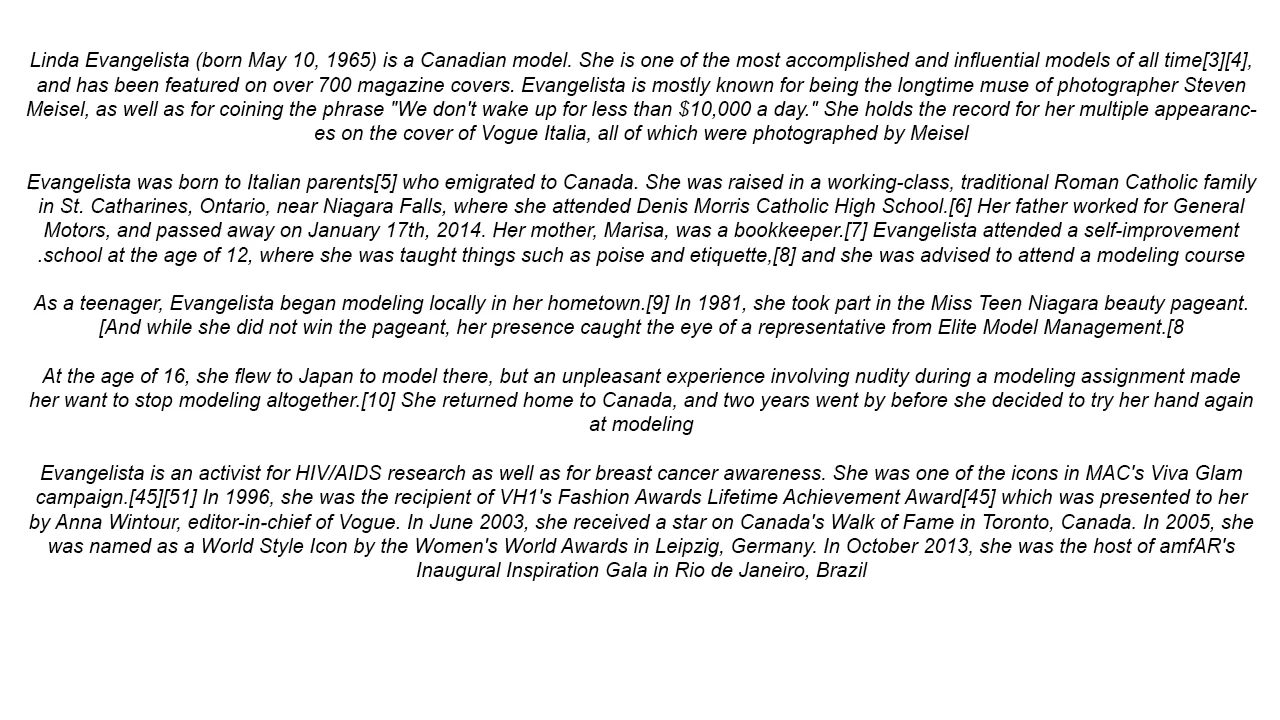 Linda Evangelista (born May 10, 1965) is a Canadian model. She is one of the most accomplished and influential models of all time[3][4],
and has been featured on over 700 magazine covers. Evangelista is mostly known for being the longtime muse of photographer Steven
Meisel, as well as for coining the phrase "We don't wake up for less than $10,000 a day." She holds the record for her multiple appearanc-
es on the cover of Vogue Italia, all of which were photographed by Meisel
Evangelista was born to Italian parents[5] who emigrated to Canada. She was raised in a working-class, traditional Roman Catholic family
in St. Catharines, Ontario, near Niagara Falls, where she attended Denis Morris Catholic High School.[6] Her father worked for General
Motors, and passed away on January 17th, 2014. Her mother, Marisa, was a bookkeeper.[7] Evangelista attended a self-improvement
.school at the age of 12, where she was taught things such as poise and etiquette,[8] and she was advised to attend a modeling course
As a teenager, Evangelista began modeling locally in her hometown.[9] In 1981, she took part in the Miss Teen Niagara beauty pageant.
[And while she did not win the pageant, her presence caught the eye of a representative from Elite Model Management.[8
At the age of 16, she flew to Japan to model there, but an unpleasant experience involving nudity during a modeling assignment made
her want to stop modeling altogether.[10] She returned home to Canada, and two years went by before she decided to try her hand again
at modeling
Evangelista is an activist for HIV/AIDS research as well as for breast cancer awareness. She was one of the icons in MAC's Viva Glam
campaign.[45][51] In 1996, she was the recipient of VH1's Fashion Awards Lifetime Achievement Award[45] which was presented to her
by Anna Wintour, editor-in-chief of Vogue. In June 2003, she received a star on Canada's Walk of Fame in Toronto, Canada. In 2005, she
was named as a World Style Icon by the Women's World Awards in Leipzig, Germany. In October 2013, she was the host of amfAR's
Inaugural Inspiration Gala in Rio de Janeiro, Brazil